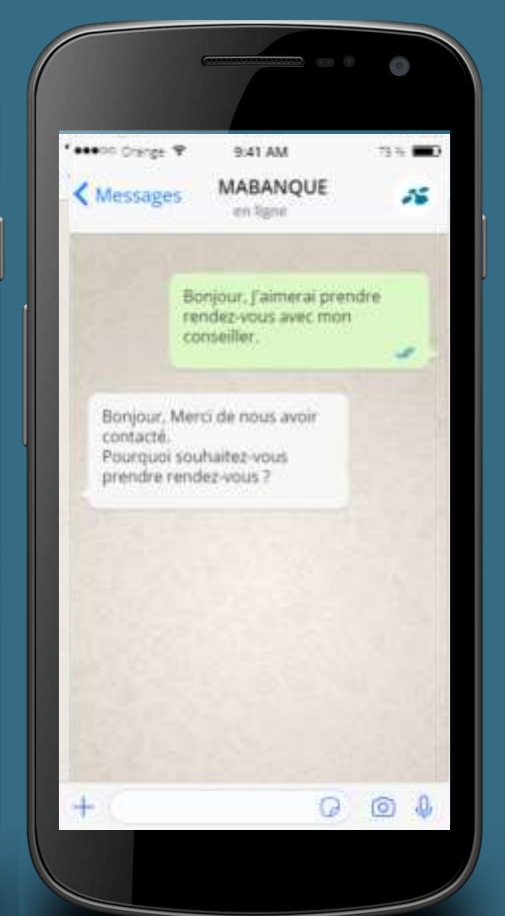 Orange 9:41 AM 73 %
Messages MABANQUE
en ligne
Bonjour, J'aimerai prendre
rendez-vous avec mon
conseiller.
Bonjour, Merci de nous avoir
contacté.
Pourquoi souhaitez-vous
prendre rendez-vous ?